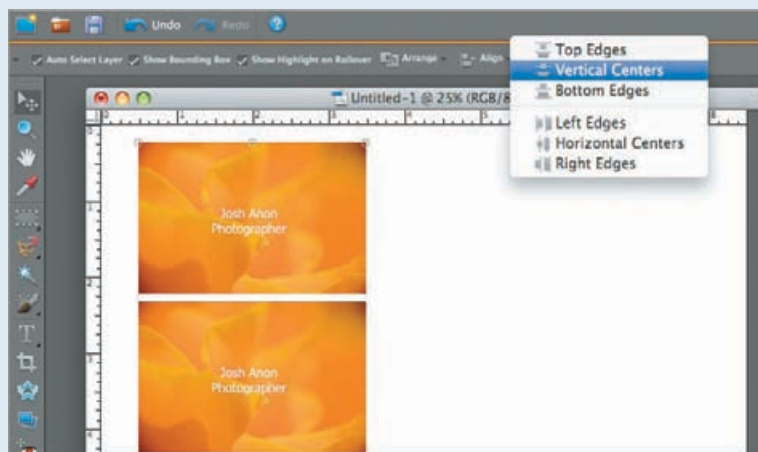 Undo Redo ?
Auto Select Layer Show Bounding Box Show Highlight on Rollover Arrange Align
Top Edges
Vertical Centers
Bottom Edges
Left Edges
Horizontal Centers
Right Edges
Untitled-1 @ 25% (RGB/8
Josh Anon
Photographer
Josh Anon
Photographer
T